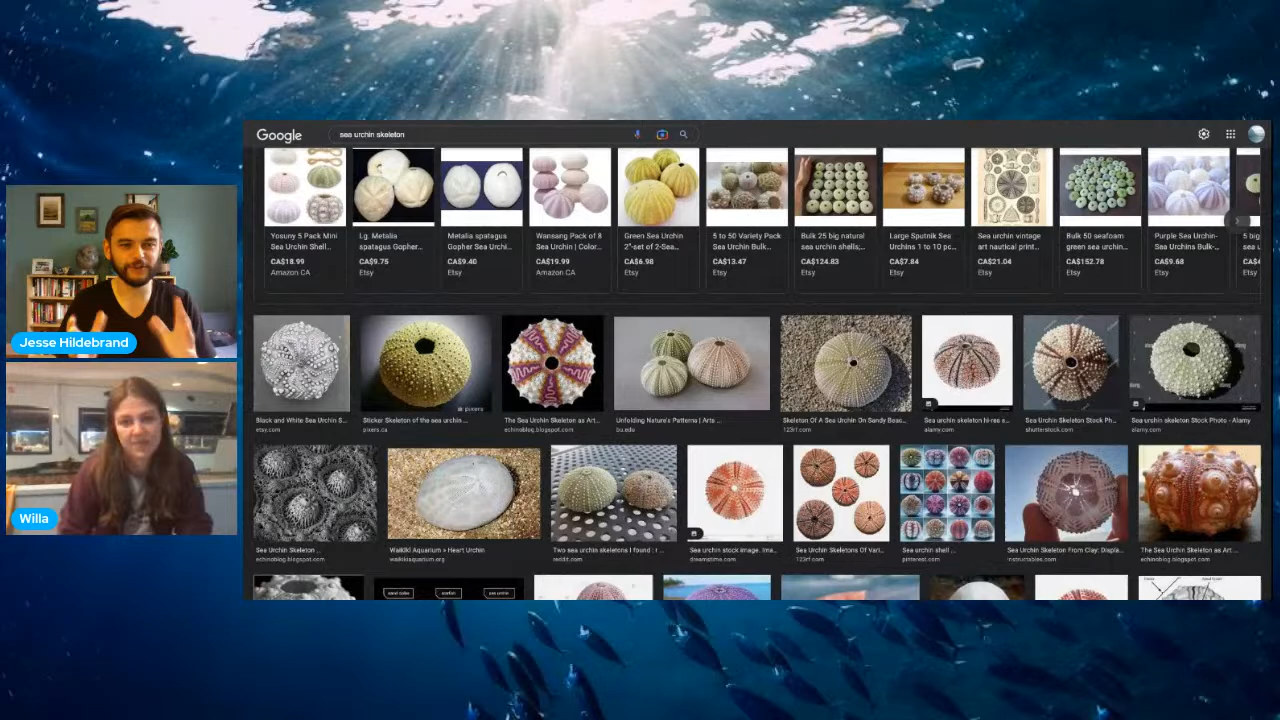 Google
sea urchin skeleton
Yosuny 5 Pack Mini
Sea Urchin Shell...
CA$18.99
Amazon CA
Lg Metalia
spatagus Gopher...
CA$9.75
Etsy
Metalia spatagus
Gopher Sea Urchi...
CA$9.40
Etsy
Wansang Pack of 8
Sea Urchin | Color...
CA$19.99
Amazon CA
Green Sea Urchin
2"-set of 2-Sea...
CA$6.98
Etsy
5 to 50 Variety Pack
Sea Urchin Bulk...
CA$13.47
Etsy
Bulk 25 big natural
sea urchin shells;...
CA$124.83
Etsy
Large Sputnik Sea
Urchins 1 to 10 pc...
CA$7.84
Etsy
Sea urchin vintage
art nautical print...
CA$21.04
Etsy
Bulk 50 seafoam
green sea urchin...
CA$152.78
Etsy
Purple Sea Urchin-
Sea Urchins Bulk-...
CA$9.68
Etsy
5 big
sea
CA$4
Etsy
Jesse Hildebrand
Willa
Black and White Sea Urchin S...
etsy.com
Sticker Skeleton of the sea urchin ...
pixers.ca
The Sea Urchin Skeleton as Art...
echinoblog.blogspot.com
Unfolding Nature's Patterns | Arts ...
bu.edu
Skeleton Of A Sea Urchin On Sandy Beac...
123rf.com
Sea urchin skeleton hi-res s...
alamy.com
Sea Urchin Skeleton Stock Ph...
shutterstock.com
Sea urchin skeleton Stock Photo - Alamy
alamy.com
Sea Urchin Skeleton ...
echinoblog.blogspot.com
Waikiki Aquarium » Heart Urchin
waikikiaquarium.org
Two sea urchin skeletons I found : r ...
reddit.com
Sea urchin stock image. Ima...
dreamstime.com
Sea Urchin Skeletons Of Vari...
123rf.com
Sea urchin shell ...
pinterest.com
Sea Urchin Skeleton From Clay: Displa...
instructables.com
The Sea Urchin Skeleton as Art ...
echinoblog.blogspot.com
sand dollar
starfish
sea urchin